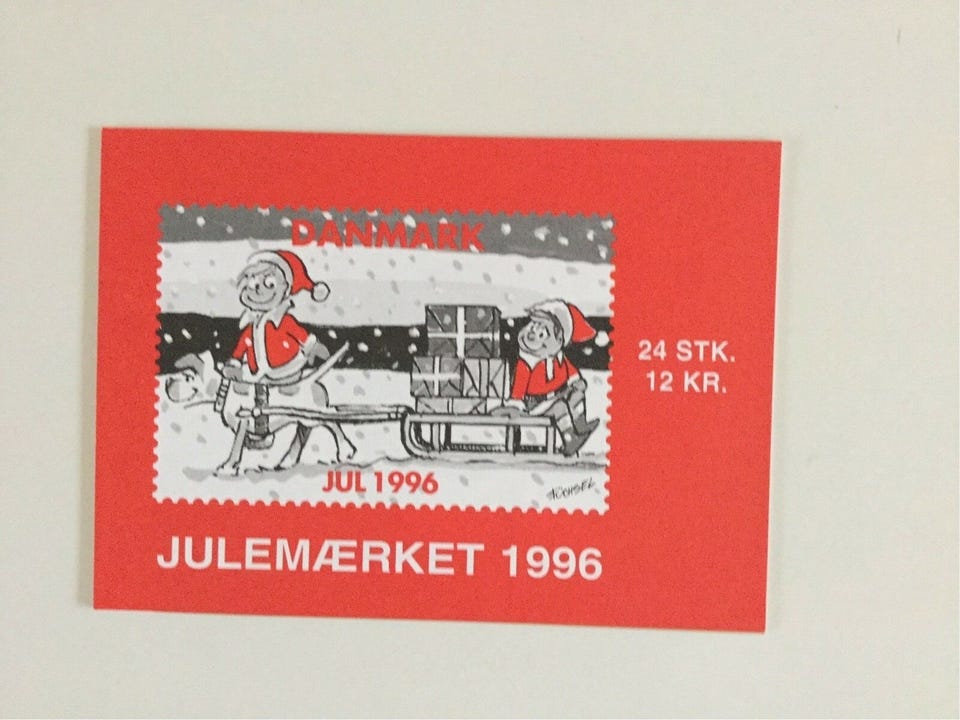 DANMARK
24 STK.
12 KR.
JUL 1996
JULEMÆRKET 1996